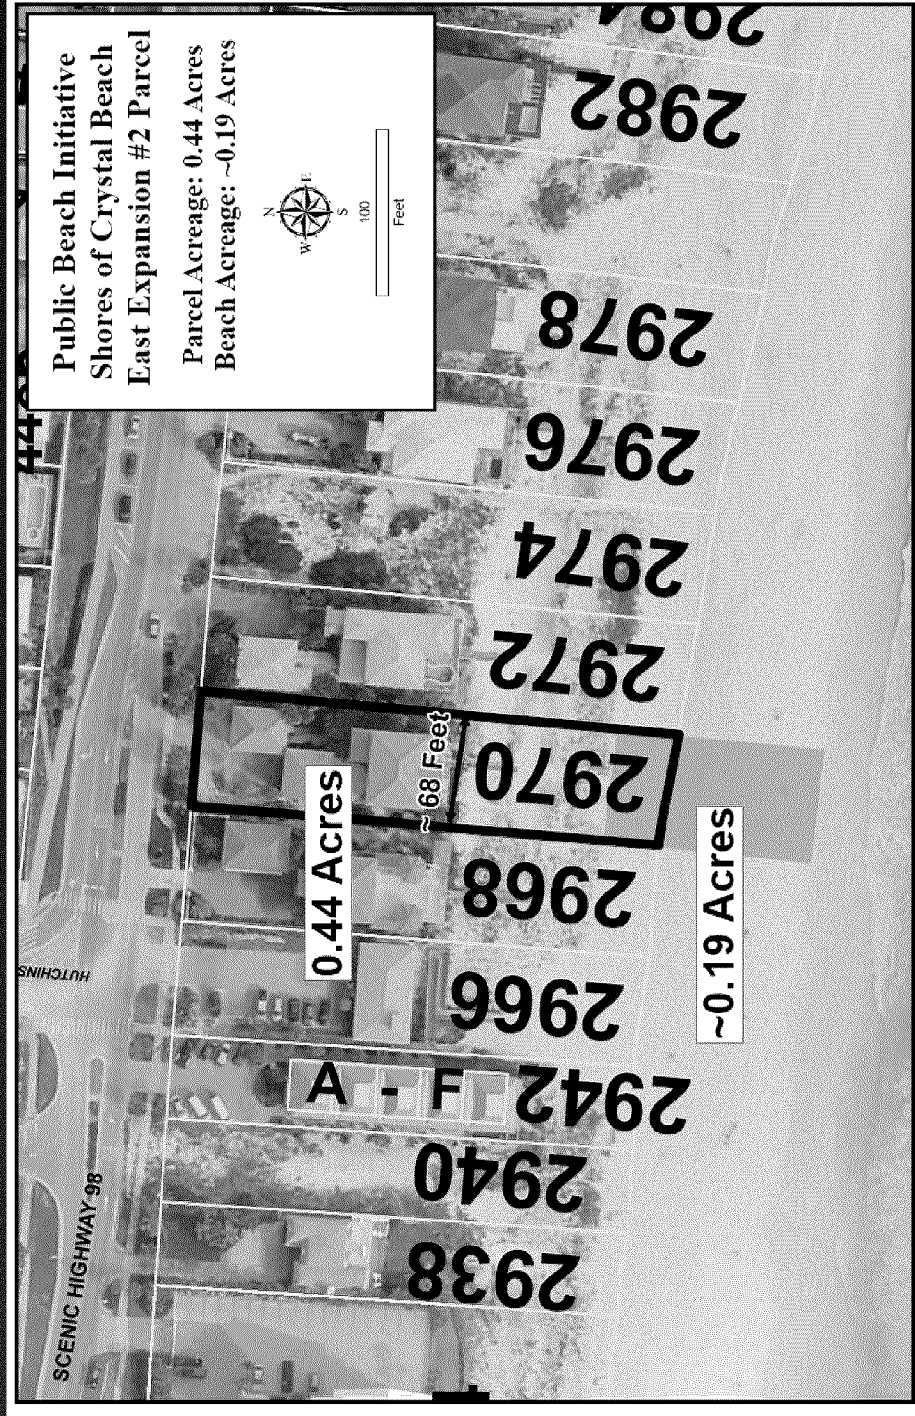 Public Beach Initiative
Shores of Crystal Beach
East Expansion #2 Parcel
Parcel Acreage: 0.44 Acres
Beach Acreage: ~0.19 Acres
N
W
E
S
100
Feet
SCENIC HIGHWAY 98
HUTCHINS
2938
2940
2942
A - F
2966
2968
2970
2972
2974
2976
2978
2982
2984
0.44 Acres
~ 68 Feet
~0.19 Acres